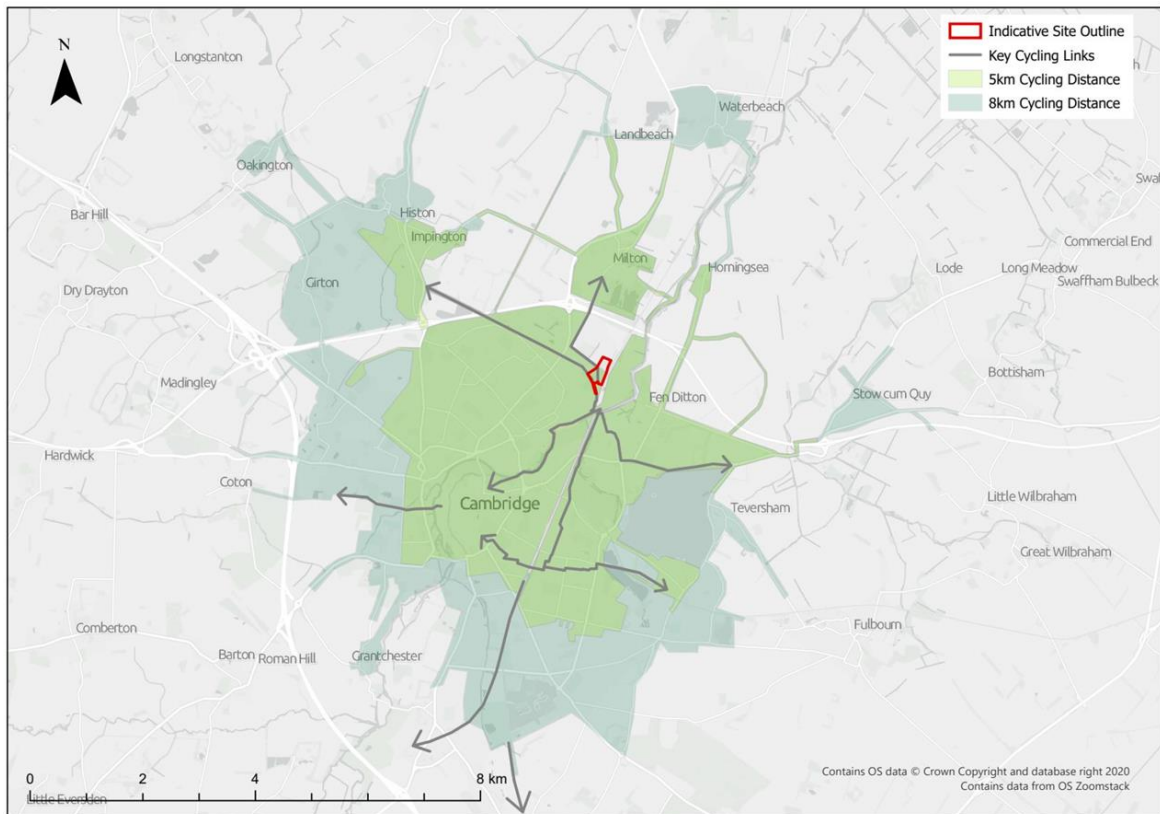 N
Longstanton
Indicative Site Outline
Key Cycling Links
5km Cycling Distance
8km Cycling Distance
Waterbeach
Landbeach
Oakington
Bar Hill
Histon
Impington
Milton
Horningsea
Commercial End
Lode
Long Meadow
Swaffham Bulbeck
Girton
Dry Drayton
Madingley
Bottisham
Fen Ditton
Stow cum Quy
Hardwick
Coton
Cambridge
Teversham
Little Wilbraham
Great Wilbraham
Comberton
Barton
Roman Hill
Grantchester
Fulbourn
0 2 4 8 km
Little Eversden
Contains OS data © Crown Copyright and database right 2020
Contains data from OS Zoomstack